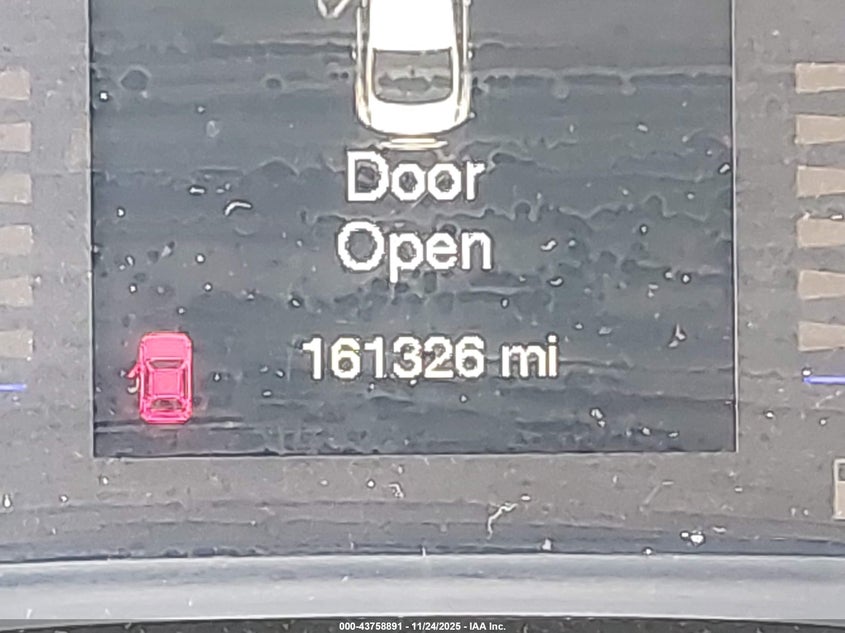 Door
Open
161326 mi
000-43758891 - 11/24/2025 - IAA Inc.